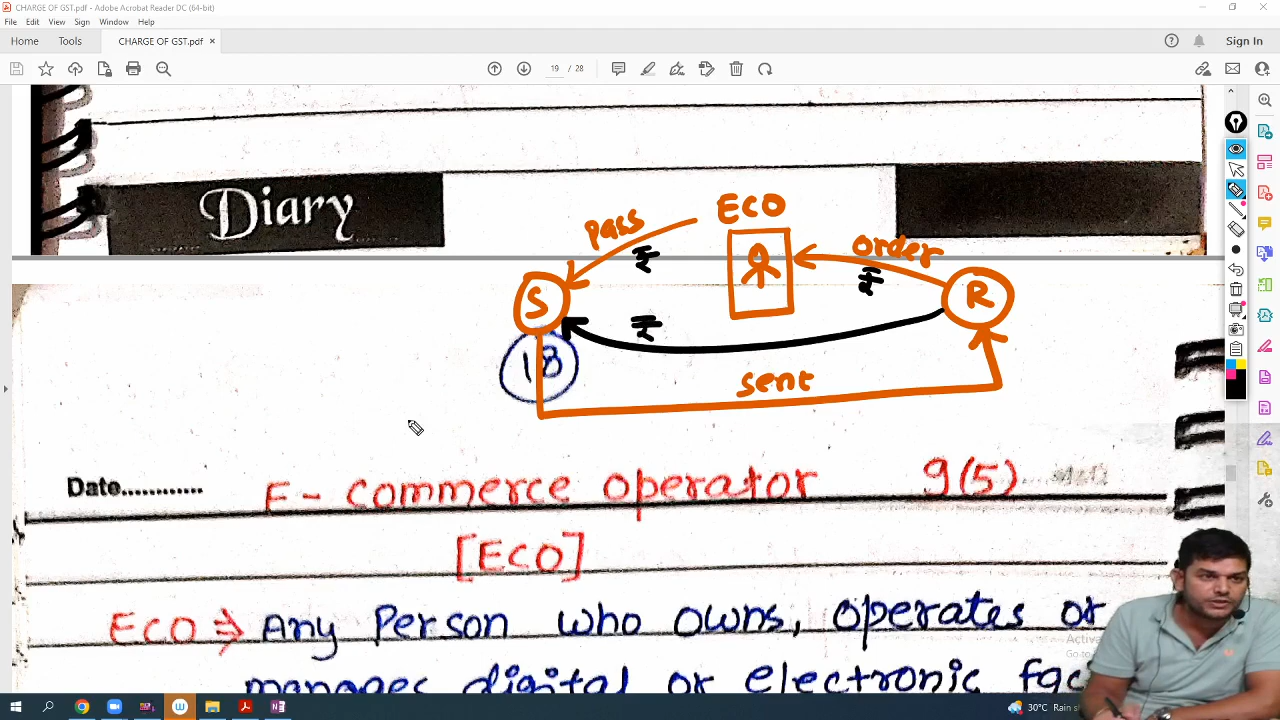 CHARGE OF GST.pdf - Adobe Acrobat Reader DC (64-bit)
File Edit View Sign Window Help
Home Tools CHARGE OF GST.pdf × Sign In
19 / 28
Diary
ECO
pass
order
₹
₹
S
R
₹
18
sent
Date............ E - commerce operator 9(5)
[ECO]
ECO ⇒ Any Person who owns, operates or
manages digital or electronic
30°C Rain